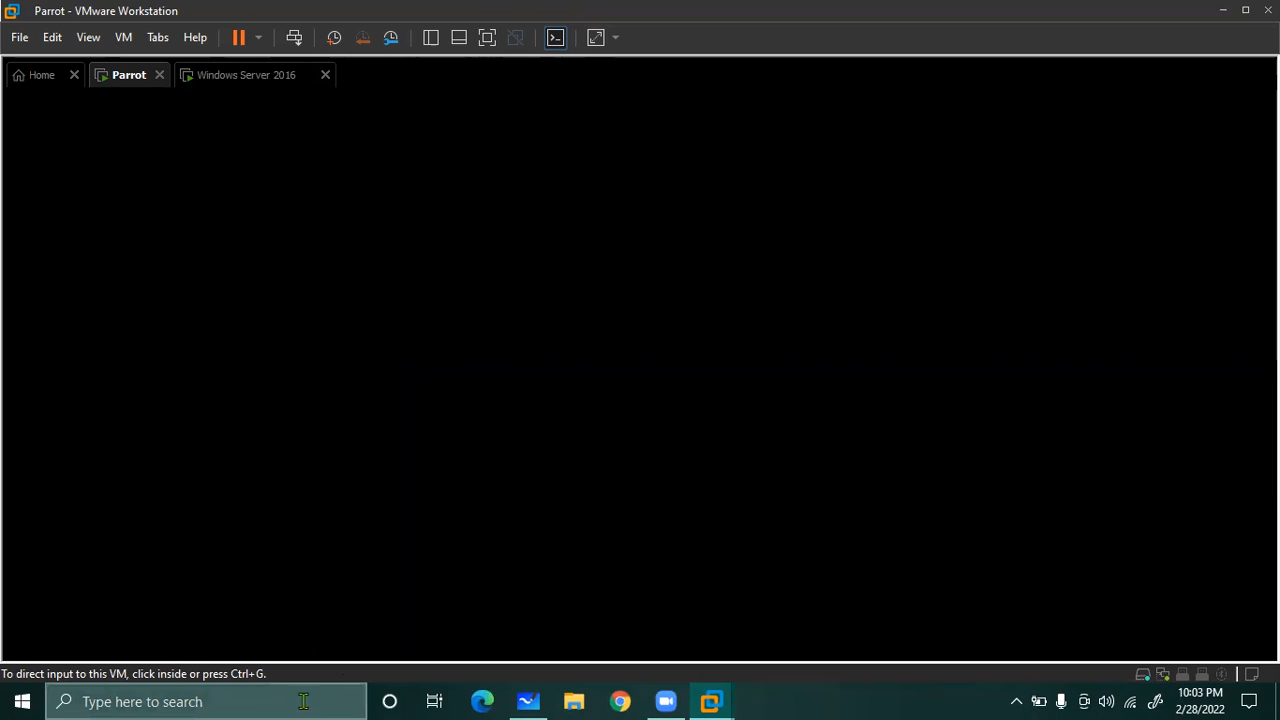 Parrot - VMware Workstation
File Edit View VM Tabs Help
Home Parrot Windows Server 2016
To direct input to this VM, click inside or press Ctrl+G.
Type here to search
10:03 PM
2/28/2022